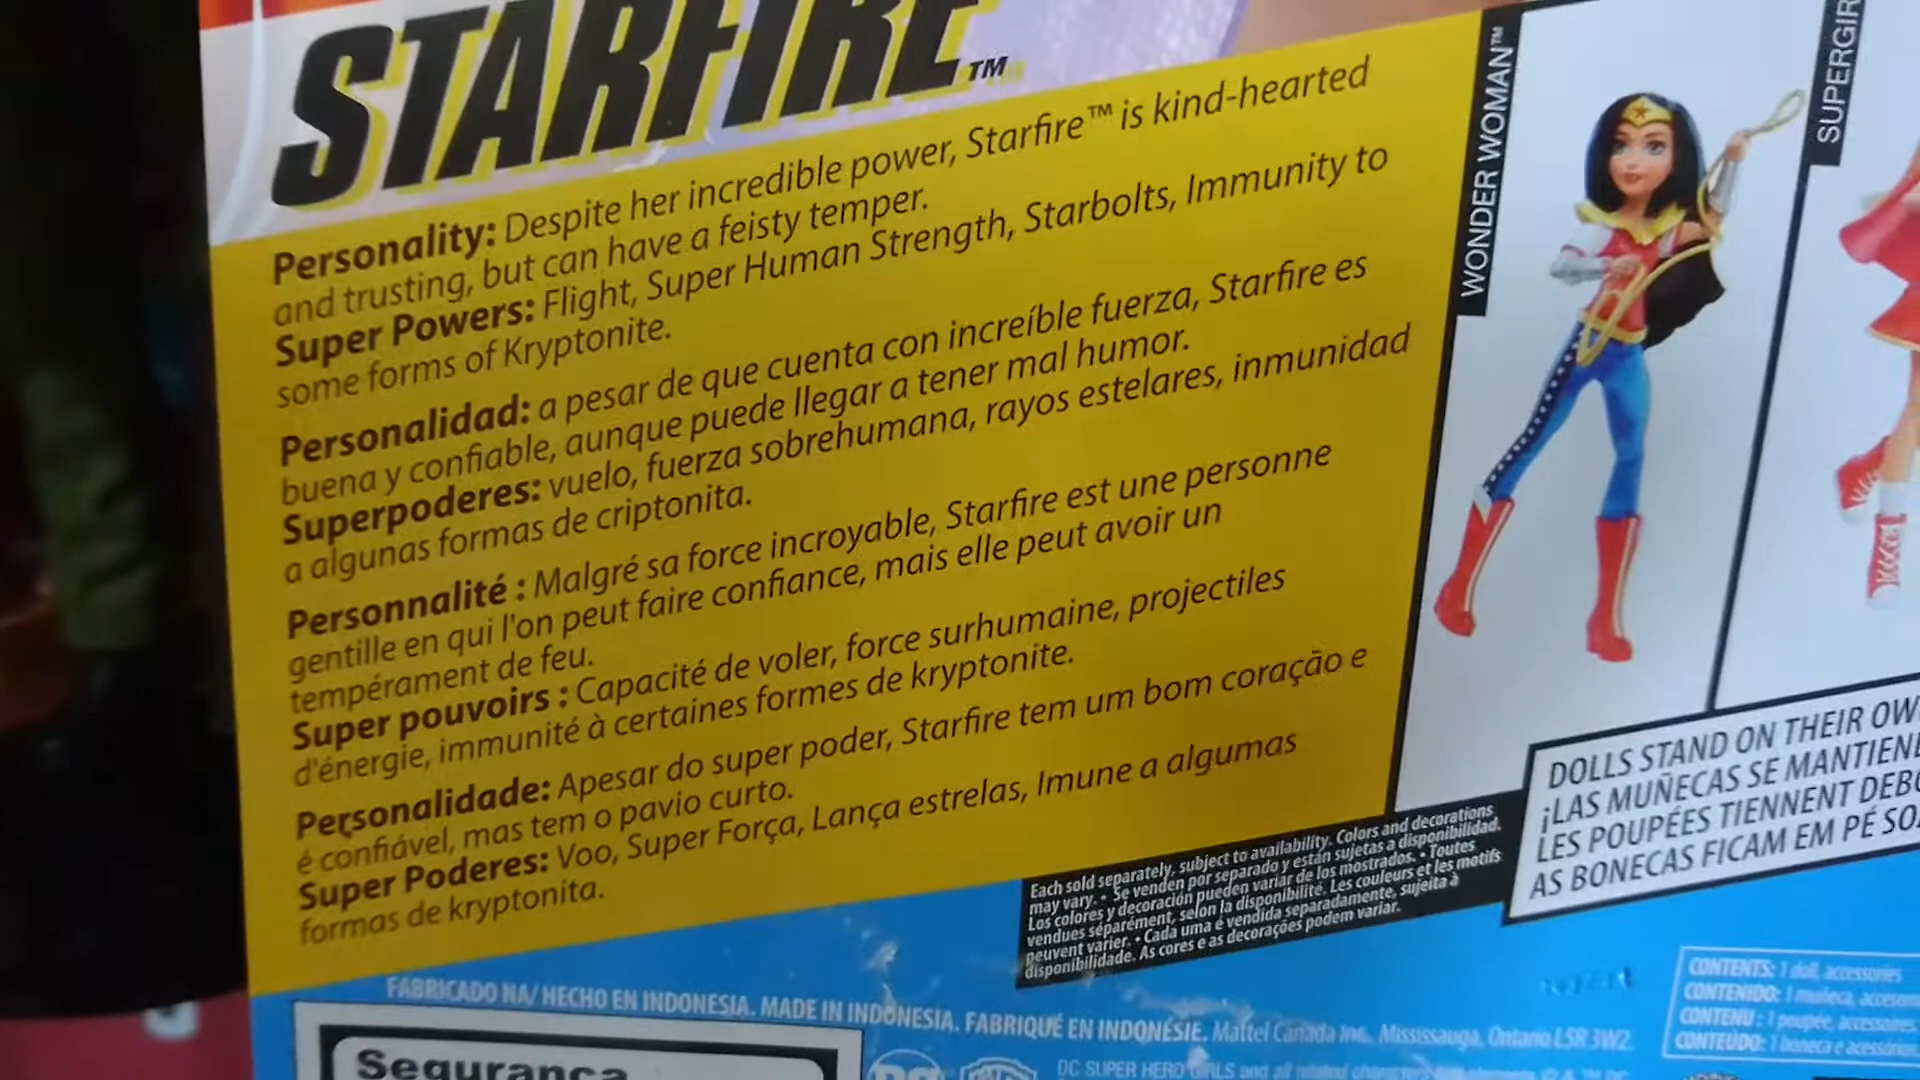 STARFIRE™
Personality: Despite her incredible power, Starfire™ is kind-hearted
and trusting, but can have a feisty temper.
Super Powers: Flight, Super Human Strength, Starbolts, Immunity to
some forms of Kryptonite.
Personalidad: a pesar de que cuenta con increíble fuerza, Starfire es
buena y confiable, aunque puede llegar a tener mal humor.
Superpoderes: vuelo, fuerza sobrehumana, rayos estelares, inmunidad
a algunas formas de criptonita.
Personnalité : Malgré sa force incroyable, Starfire est une personne
gentille en qui l'on peut faire confiance, mais elle peut avoir un
tempérament de feu.
Super pouvoirs : Capacité de voler, force surhumaine, projectiles
d'énergie, immunité à certaines formes de kryptonite.
Personalidade: Apesar do super poder, Starfire tem um bom coração e
é confiável, mas tem o pavio curto.
Super Poderes: Voo, Super Força, Lança estrelas, Imune a algumas
formas de kryptonita.
WONDER WOMAN™
SUPERGIR
DOLLS STAND ON THEIR OW
¡LAS MUÑECAS SE MANTIENE
LES POUPÉES TIENNENT DEBO
AS BONECAS FICAM EM PÉ SO
Each sold separately, subject to availability. Colors and decorations
may vary. • Se venden por separado y están sujetas a disponibilidad.
Los colores y decoración pueden variar de los mostrados. • Toutes
vendues séparément, selon la disponibilité. Les couleurs et les motifs
peuvent varier. • Cada uma é vendida separadamente, sujeita à
disponibilidade. As cores e as decorações podem variar.
FABRICADO NA/ HECHO EN INDONESIA. MADE IN INDONESIA. FABRIQUÉ EN INDONÉSIE. Mattel Canada Inc., Mississauga, Ontario L5R 3W2.
CONTENTS: 1 doll, accessories
CONTENIDO: 1 muñeca, accesori
CONTENU : 1 poupée, accessoires
CONTEÚDO: 1 boneca e acessórios
Segurança
DC SUPER HERO GIRLS and all related characters